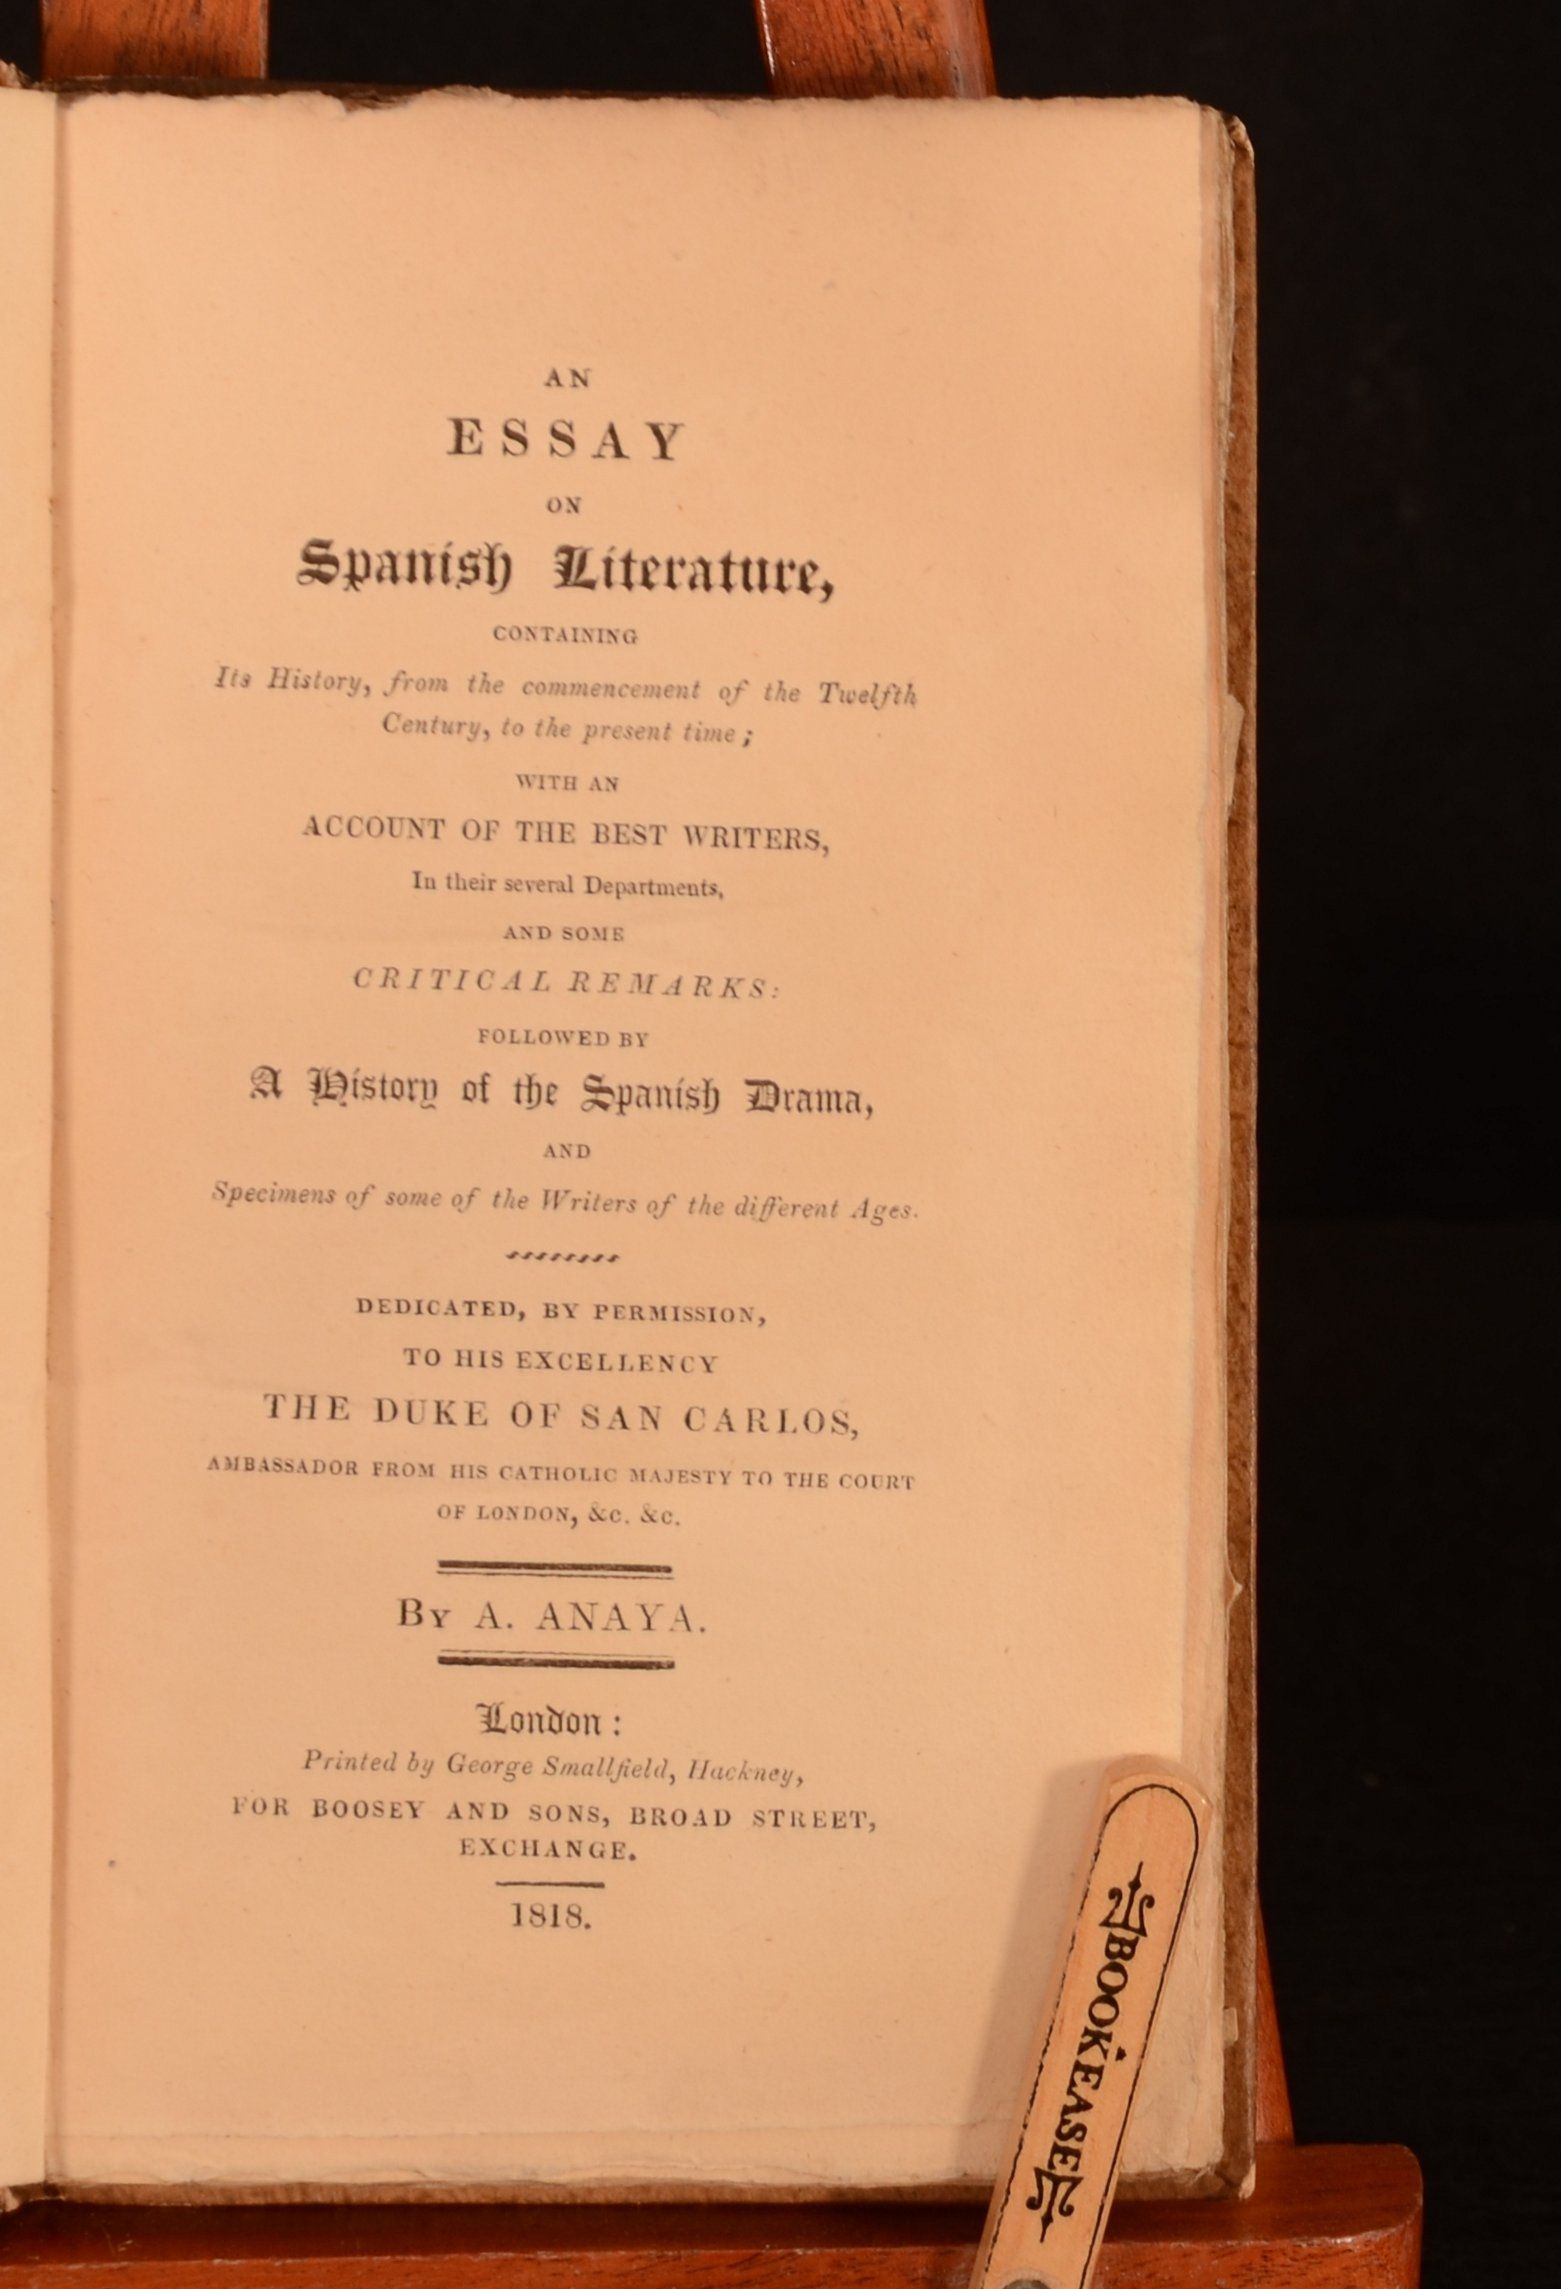 AN
ESSAY
ON
Spanish Literature,
CONTAINING
Its History, from the commencement of the Twelfth
Century, to the present time;
WITH AN
ACCOUNT OF THE BEST WRITERS,
In their several Departments,
AND SOME
CRITICAL REMARKS:
FOLLOWED BY
A History of the Spanish Drama,
AND
Specimens of some of the Writers of the different Ages.
DEDICATED, BY PERMISSION,
TO HIS EXCELLENCY
THE DUKE OF SAN CARLOS,
AMBASSADOR FROM HIS CATHOLIC MAJESTY TO THE COURT
OF LONDON, &c. &c.
BY A. ANAYA.
London:
Printed by George Smallfield, Hackney,
FOR BOOSEY AND SONS, BROAD STREET,
EXCHANGE.
1818.
BOOKEASE